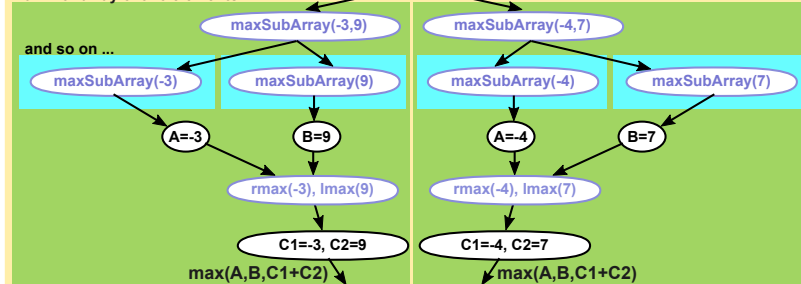 maxSubArray(-3,9)
maxSubArray(-4,7)
and so on ...
maxSubArray(-3)
maxSubArray(9)
maxSubArray(-4)
maxSubArray(7)
A=-3
B=9
A=-4
B=7
rmax(-3), lmax(9)
rmax(-4), lmax(7)
C1=-3, C2=9
C1=-4, C2=7
max(A,B,C1+C2)
max(A,B,C1+C2)